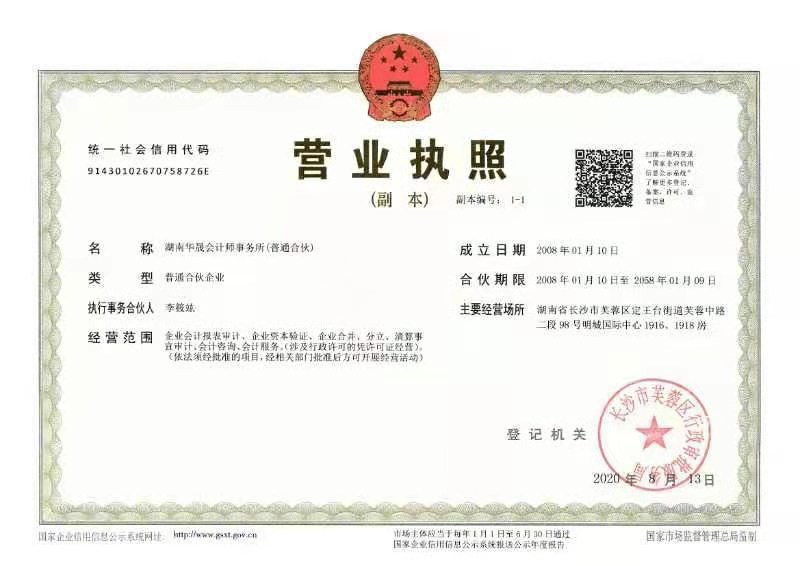 统一社会信用代码
91430102670758726E
营业执照
(副 本)
副本编号： 1-1
扫描二维码登录
“国家企业信用
信息公示系统”
了解更多登记、
备案、许可、监
管信息
名 称 湖南华晟会计师事务所(普通合伙)
类 型 普通合伙企业
执行事务合伙人 李筱竑
经营范围 企业会计报表审计、企业资本验证、企业合并、分立、清算事
宜审计、会计咨询、会计服务。(涉及行政许可的凭许可证经营)。
(依法须经批准的项目，经相关部门批准后方可开展经营活动)
成立日期 2008年01月10日
合伙期限 2008年01月10日至 2058年01月09日
主要经营场所 湖南省长沙市芙蓉区定王台街道芙蓉中路
二段98号明城国际中心1916、1918房
登记机关
长沙市芙蓉区行政审批服务局
2020 年 8 月 13日
国家企业信用信息公示系统网址： http://www.gsxt.gov.cn
市场主体应当于每年1月1日至6月30日通过
国家企业信用信息公示系统报送公示年度报告
国家市场监督管理总局监制